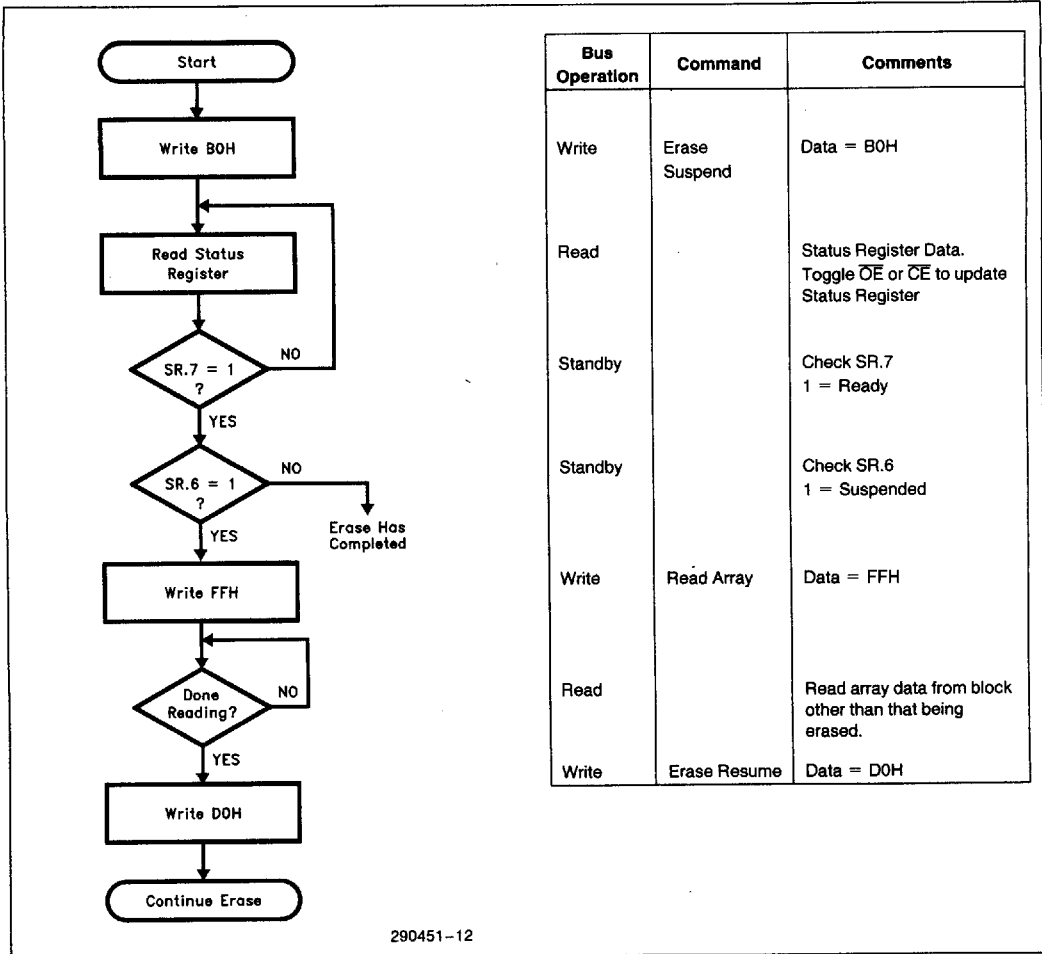 Start
Write B0H
Read Status
Register
SR.7 = 1
?
NO
YES
SR.6 = 1
?
NO
Erase Has
Completed
YES
Write FFH
Done
Reading?
NO
YES
Write D0H
Continue Erase
290451–12
Bus
Operation
Command
Comments
Write
Erase
Suspend
Data = B0H
Read
Status Register Data.
Toggle O̅E̅ or C̅E̅ to update
Status Register
Standby
Check SR.7
1 = Ready
Standby
Check SR.6
1 = Suspended
Write
Read Array
Data = FFH
Read
Read array data from block
other than that being
erased.
Write
Erase Resume
Data = D0H